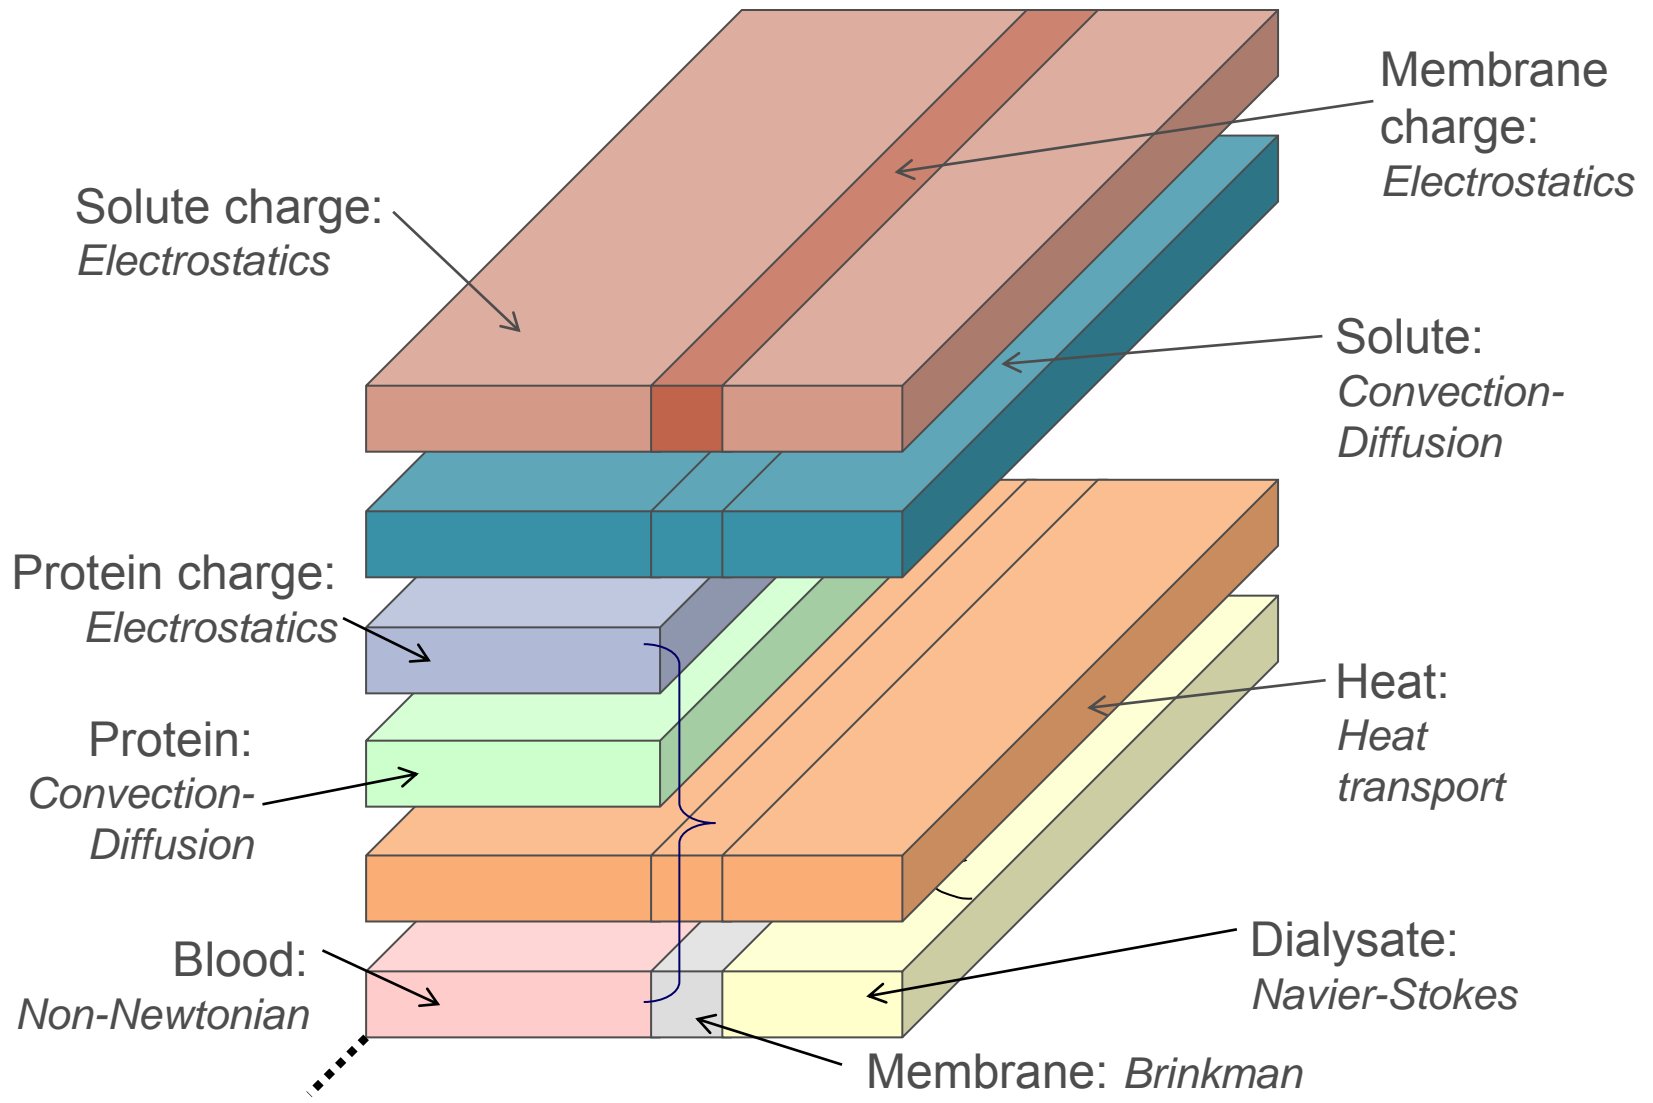 Membrane
charge:
Electrostatics
Solute charge:
Electrostatics
Solute:
Convection-
Diffusion
Protein charge:
Electrostatics
Heat:
Heat
transport
Protein:
Convection-
Diffusion
Blood:
Non-Newtonian
Dialysate:
Navier-Stokes
Membrane: Brinkman